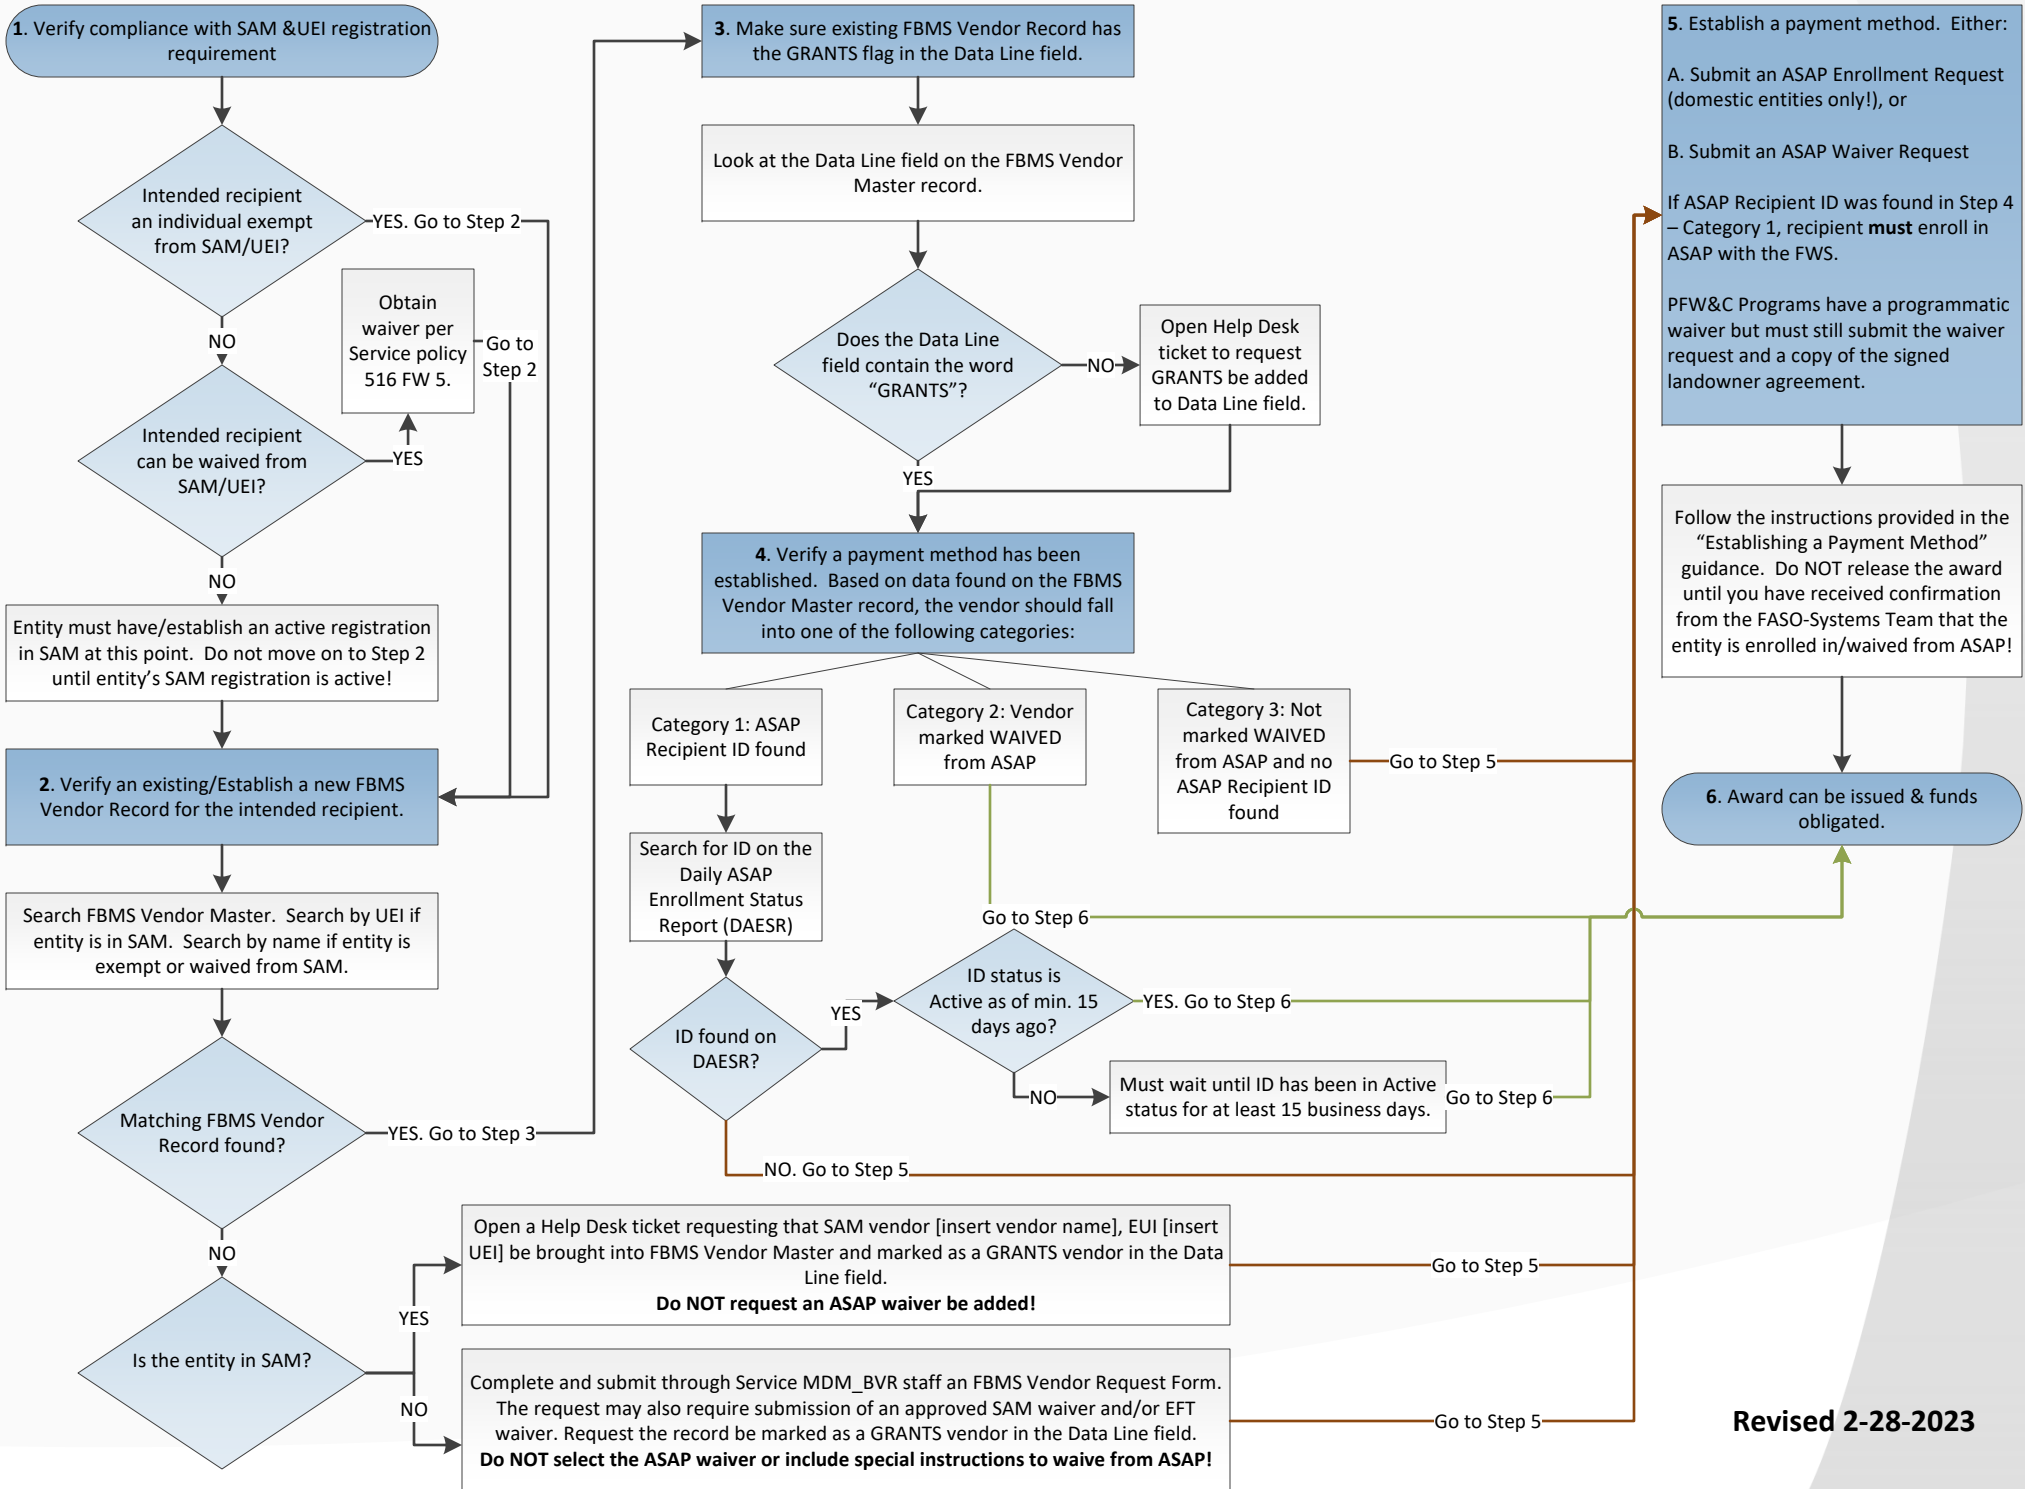 1. Verify compliance with SAM &UEI registration
requirement
Intended recipient
an individual exempt
from SAM/UEI?
YES. Go to Step 2
NO
Obtain
waiver per
Service policy
516 FW 5.
Go to
Step 2
Intended recipient
can be waived from
SAM/UEI?
YES
NO
Entity must have/establish an active registration
in SAM at this point. Do not move on to Step 2
until entity’s SAM registration is active!
2. Verify an existing/Establish a new FBMS
Vendor Record for the intended recipient.
Search FBMS Vendor Master. Search by UEI if
entity is in SAM. Search by name if entity is
exempt or waived from SAM.
Matching FBMS Vendor
Record found?
YES. Go to Step 3
NO
Is the entity in SAM?
YES
NO
Open a Help Desk ticket requesting that SAM vendor [insert vendor name], EUI [insert
UEI] be brought into FBMS Vendor Master and marked as a GRANTS vendor in the Data
Line field.
Do NOT request an ASAP waiver be added!
Go to Step 5
Complete and submit through Service MDM_BVR staff an FBMS Vendor Request Form.
The request may also require submission of an approved SAM waiver and/or EFT
waiver. Request the record be marked as a GRANTS vendor in the Data Line field.
Do NOT select the ASAP waiver or include special instructions to waive from ASAP!
Go to Step 5
3. Make sure existing FBMS Vendor Record has
the GRANTS flag in the Data Line field.
Look at the Data Line field on the FBMS Vendor
Master record.
Does the Data Line
field contain the word
“GRANTS”?
NO
Open Help Desk
ticket to request
GRANTS be added
to Data Line field.
YES
4. Verify a payment method has been
established. Based on data found on the FBMS
Vendor Master record, the vendor should fall
into one of the following categories:
Category 1: ASAP
Recipient ID found
Category 2: Vendor
marked WAIVED
from ASAP
Category 3: Not
marked WAIVED
from ASAP and no
ASAP Recipient ID
found
Go to Step 5
Search for ID on the
Daily ASAP
Enrollment Status
Report (DAESR)
Go to Step 6
ID found on
DAESR?
YES
ID status is
Active as of min. 15
days ago?
YES. Go to Step 6
NO
Must wait until ID has been in Active
status for at least 15 business days.
Go to Step 6
NO. Go to Step 5
5. Establish a payment method. Either:
A. Submit an ASAP Enrollment Request
(domestic entities only!), or
B. Submit an ASAP Waiver Request
If ASAP Recipient ID was found in Step 4
– Category 1, recipient must enroll in
ASAP with the FWS.
PFW&C Programs have a programmatic
waiver but must still submit the waiver
request and a copy of the signed
landowner agreement.
Follow the instructions provided in the
“Establishing a Payment Method”
guidance. Do NOT release the award
until you have received confirmation
from the FASO-Systems Team that the
entity is enrolled in/waived from ASAP!
6. Award can be issued & funds
obligated.
Revised 2-28-2023